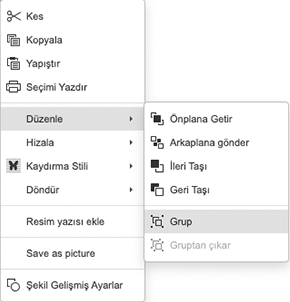 Kes
Kopyala
Yapıştır
Seçimi Yazdır
Düzenle
Hizala
Kaydırma Stili
Döndür
Resim yazısı ekle
Save as picture
Şekil Gelişmiş Ayarlar
Önplana Getir
Arkaplana gönder
İleri Taşı
Geri Taşı
Grup
Gruptan çıkar